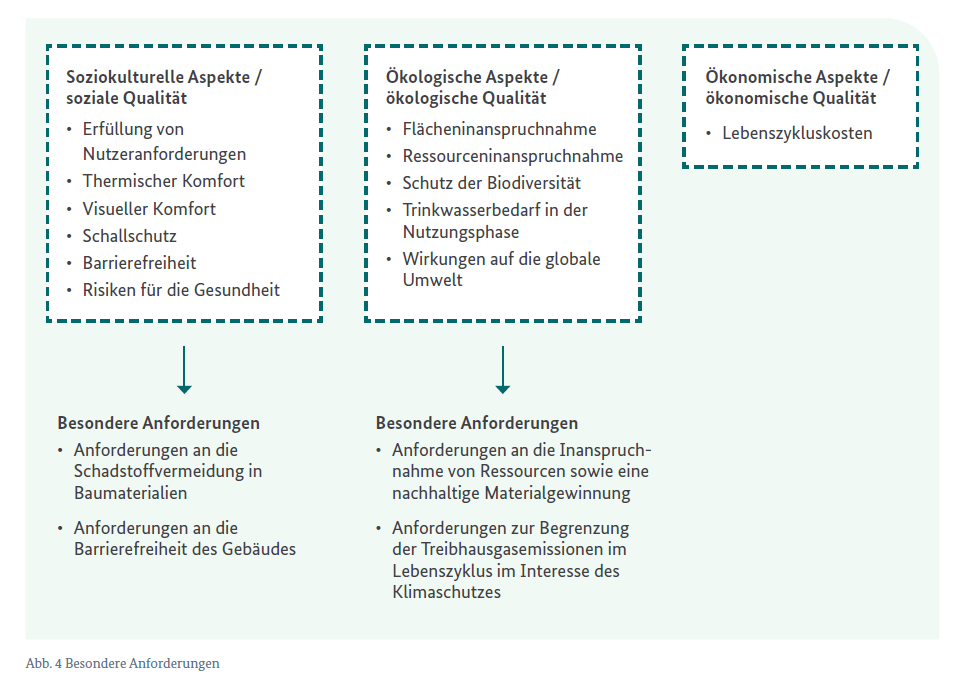 Soziokulturelle Aspekte /
soziale Qualität
• Erfüllung von
Nutzeranforderungen
• Thermischer Komfort
• Visueller Komfort
• Schallschutz
• Barrierefreiheit
• Risiken für die Gesundheit
Ökologische Aspekte /
ökologische Qualität
• Flächeninanspruchnahme
• Ressourceninanspruchnahme
• Schutz der Biodiversität
• Trinkwasserbedarf in der
Nutzungsphase
• Wirkungen auf die globale
Umwelt
Ökonomische Aspekte /
ökonomische Qualität
• Lebenszykluskosten
Besondere Anforderungen
• Anforderungen an die
Schadstoffvermeidung in
Baumaterialien
• Anforderungen an die
Barrierefreiheit des Gebäudes
Besondere Anforderungen
• Anforderungen an die Inanspruch-
nahme von Ressourcen sowie eine
nachhaltige Materialgewinnung
• Anforderungen zur Begrenzung
der Treibhausgasemissionen im
Lebenszyklus im Interesse des
Klimaschutzes
Abb. 4 Besondere Anforderungen